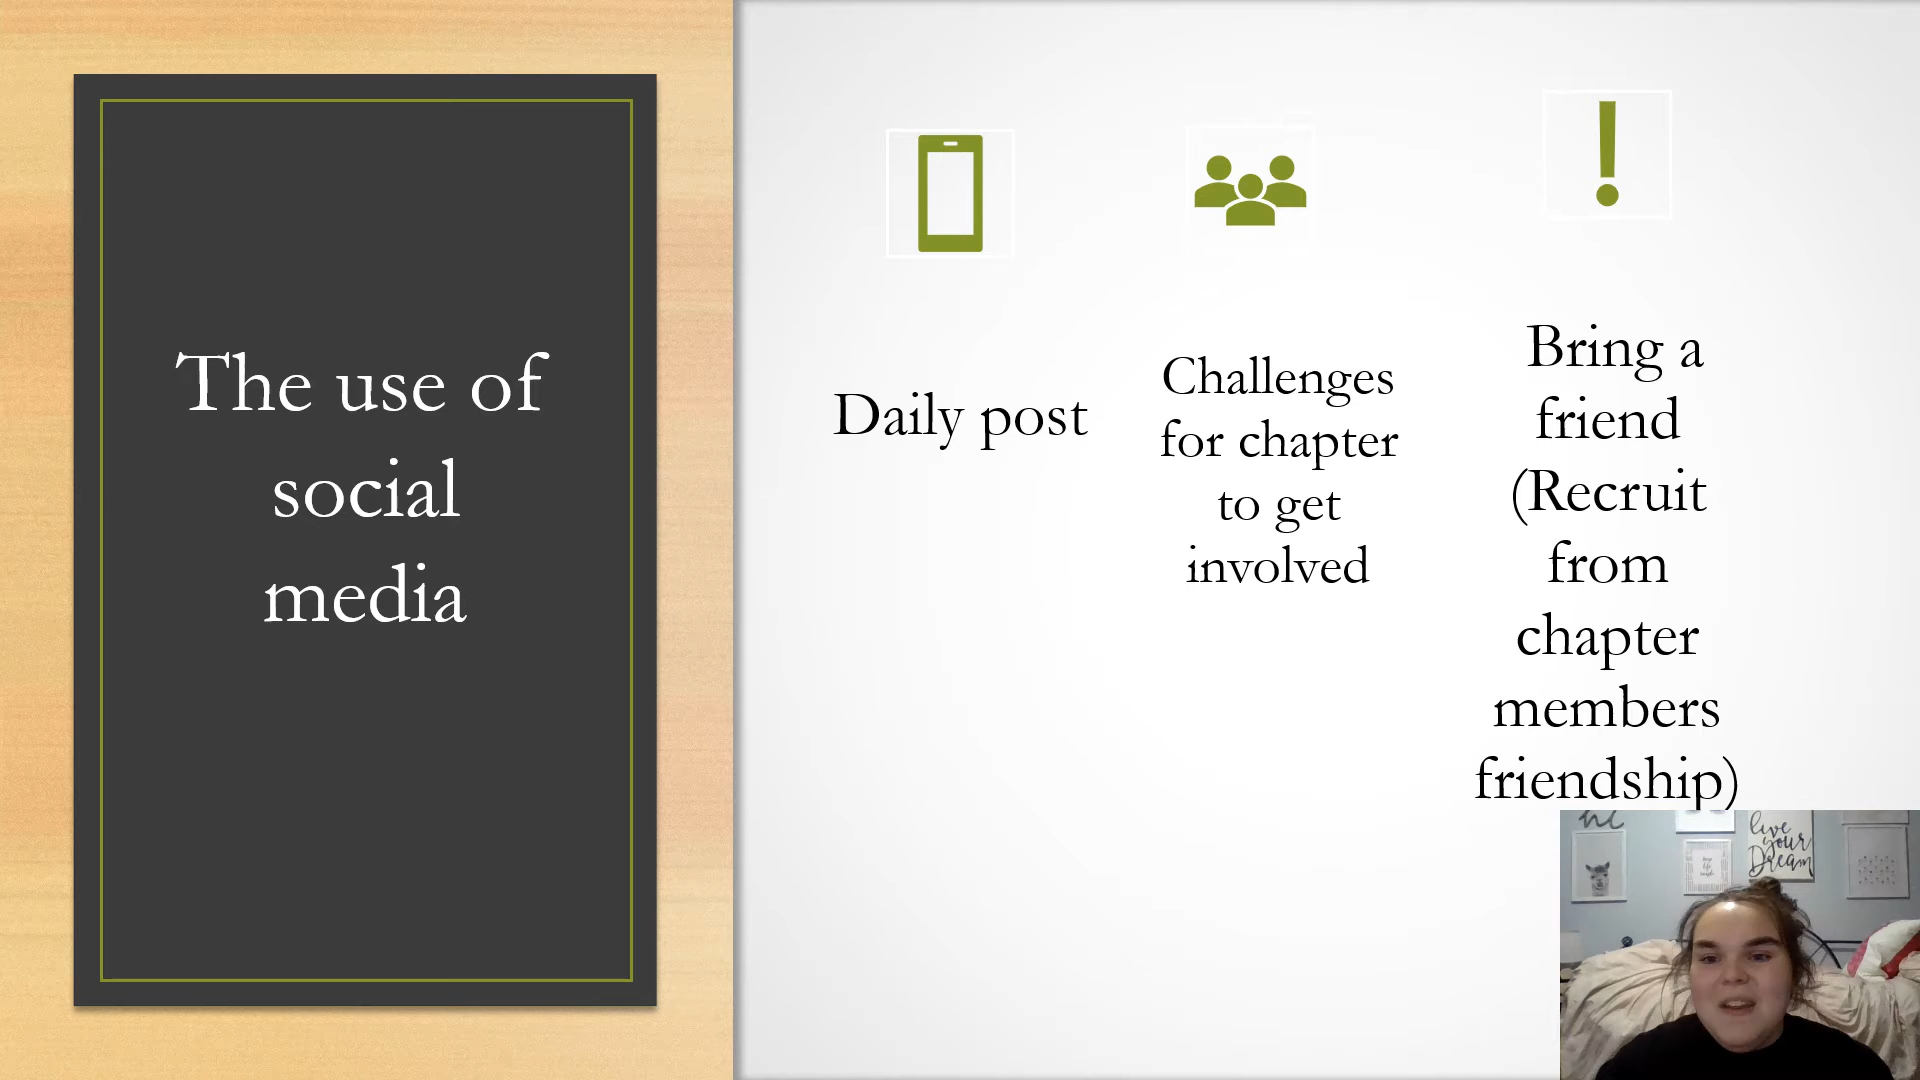 The use of
social
media
Daily post
Challenges
for chapter
to get
involved
Bring a
friend
(Recruit
from
chapter
members
friendship)
live
your
Dream